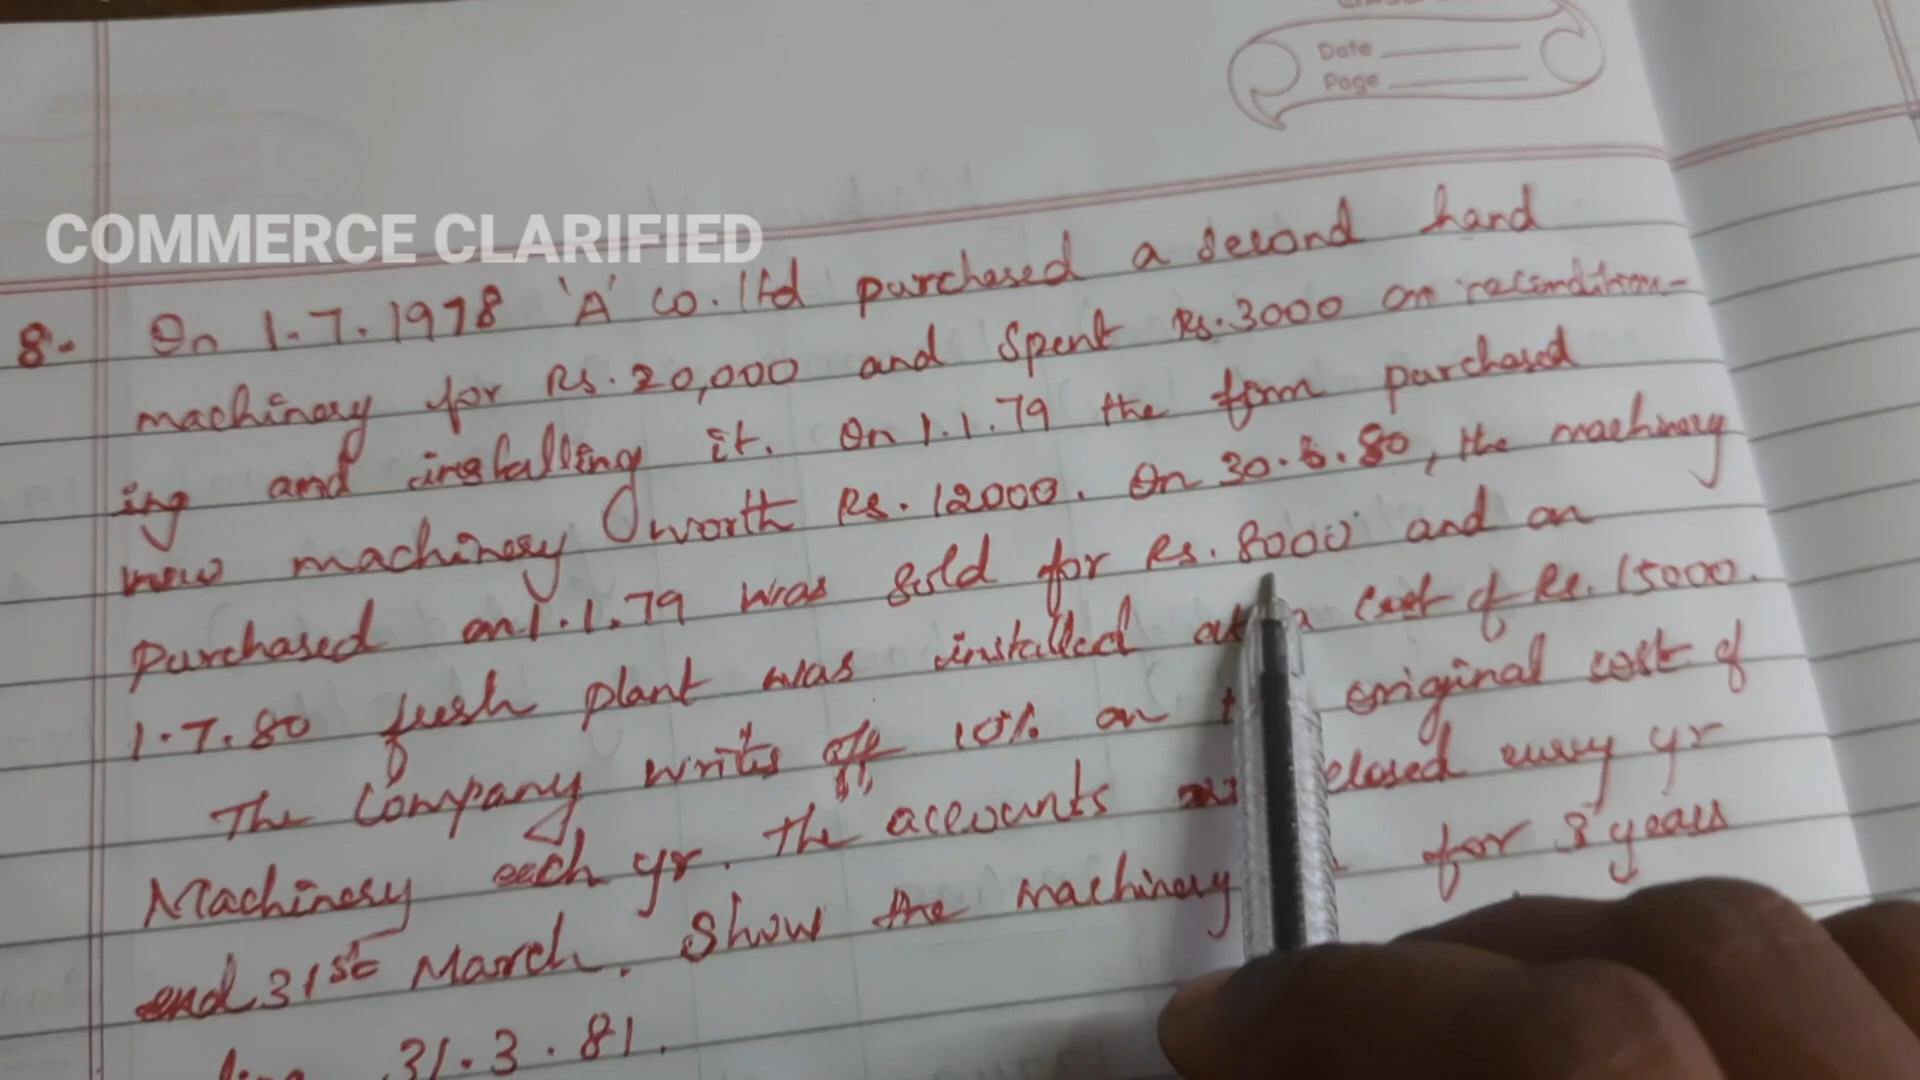 Date
Page
COMMERCE CLARIFIED
8. On 1.7.1978 'A' co. ltd purchased a second hand
machinery for Rs. 20,000 and spent Rs. 3000 on recondition-
ing and installing it. On 1.1.79 the firm purchased
new machinery worth Rs. 12000. On 30.6.80, the machinery
purchased on 1.1.79 was sold for Rs. 8000 and on
1.7.80 fresh plant was installed at cost of Rs. 15000.
The Company writes off 10% on original cost of
Machinery each yr. The accounts closed every yr
end 31st March. Show the machinery for 3 years
31.3.81.